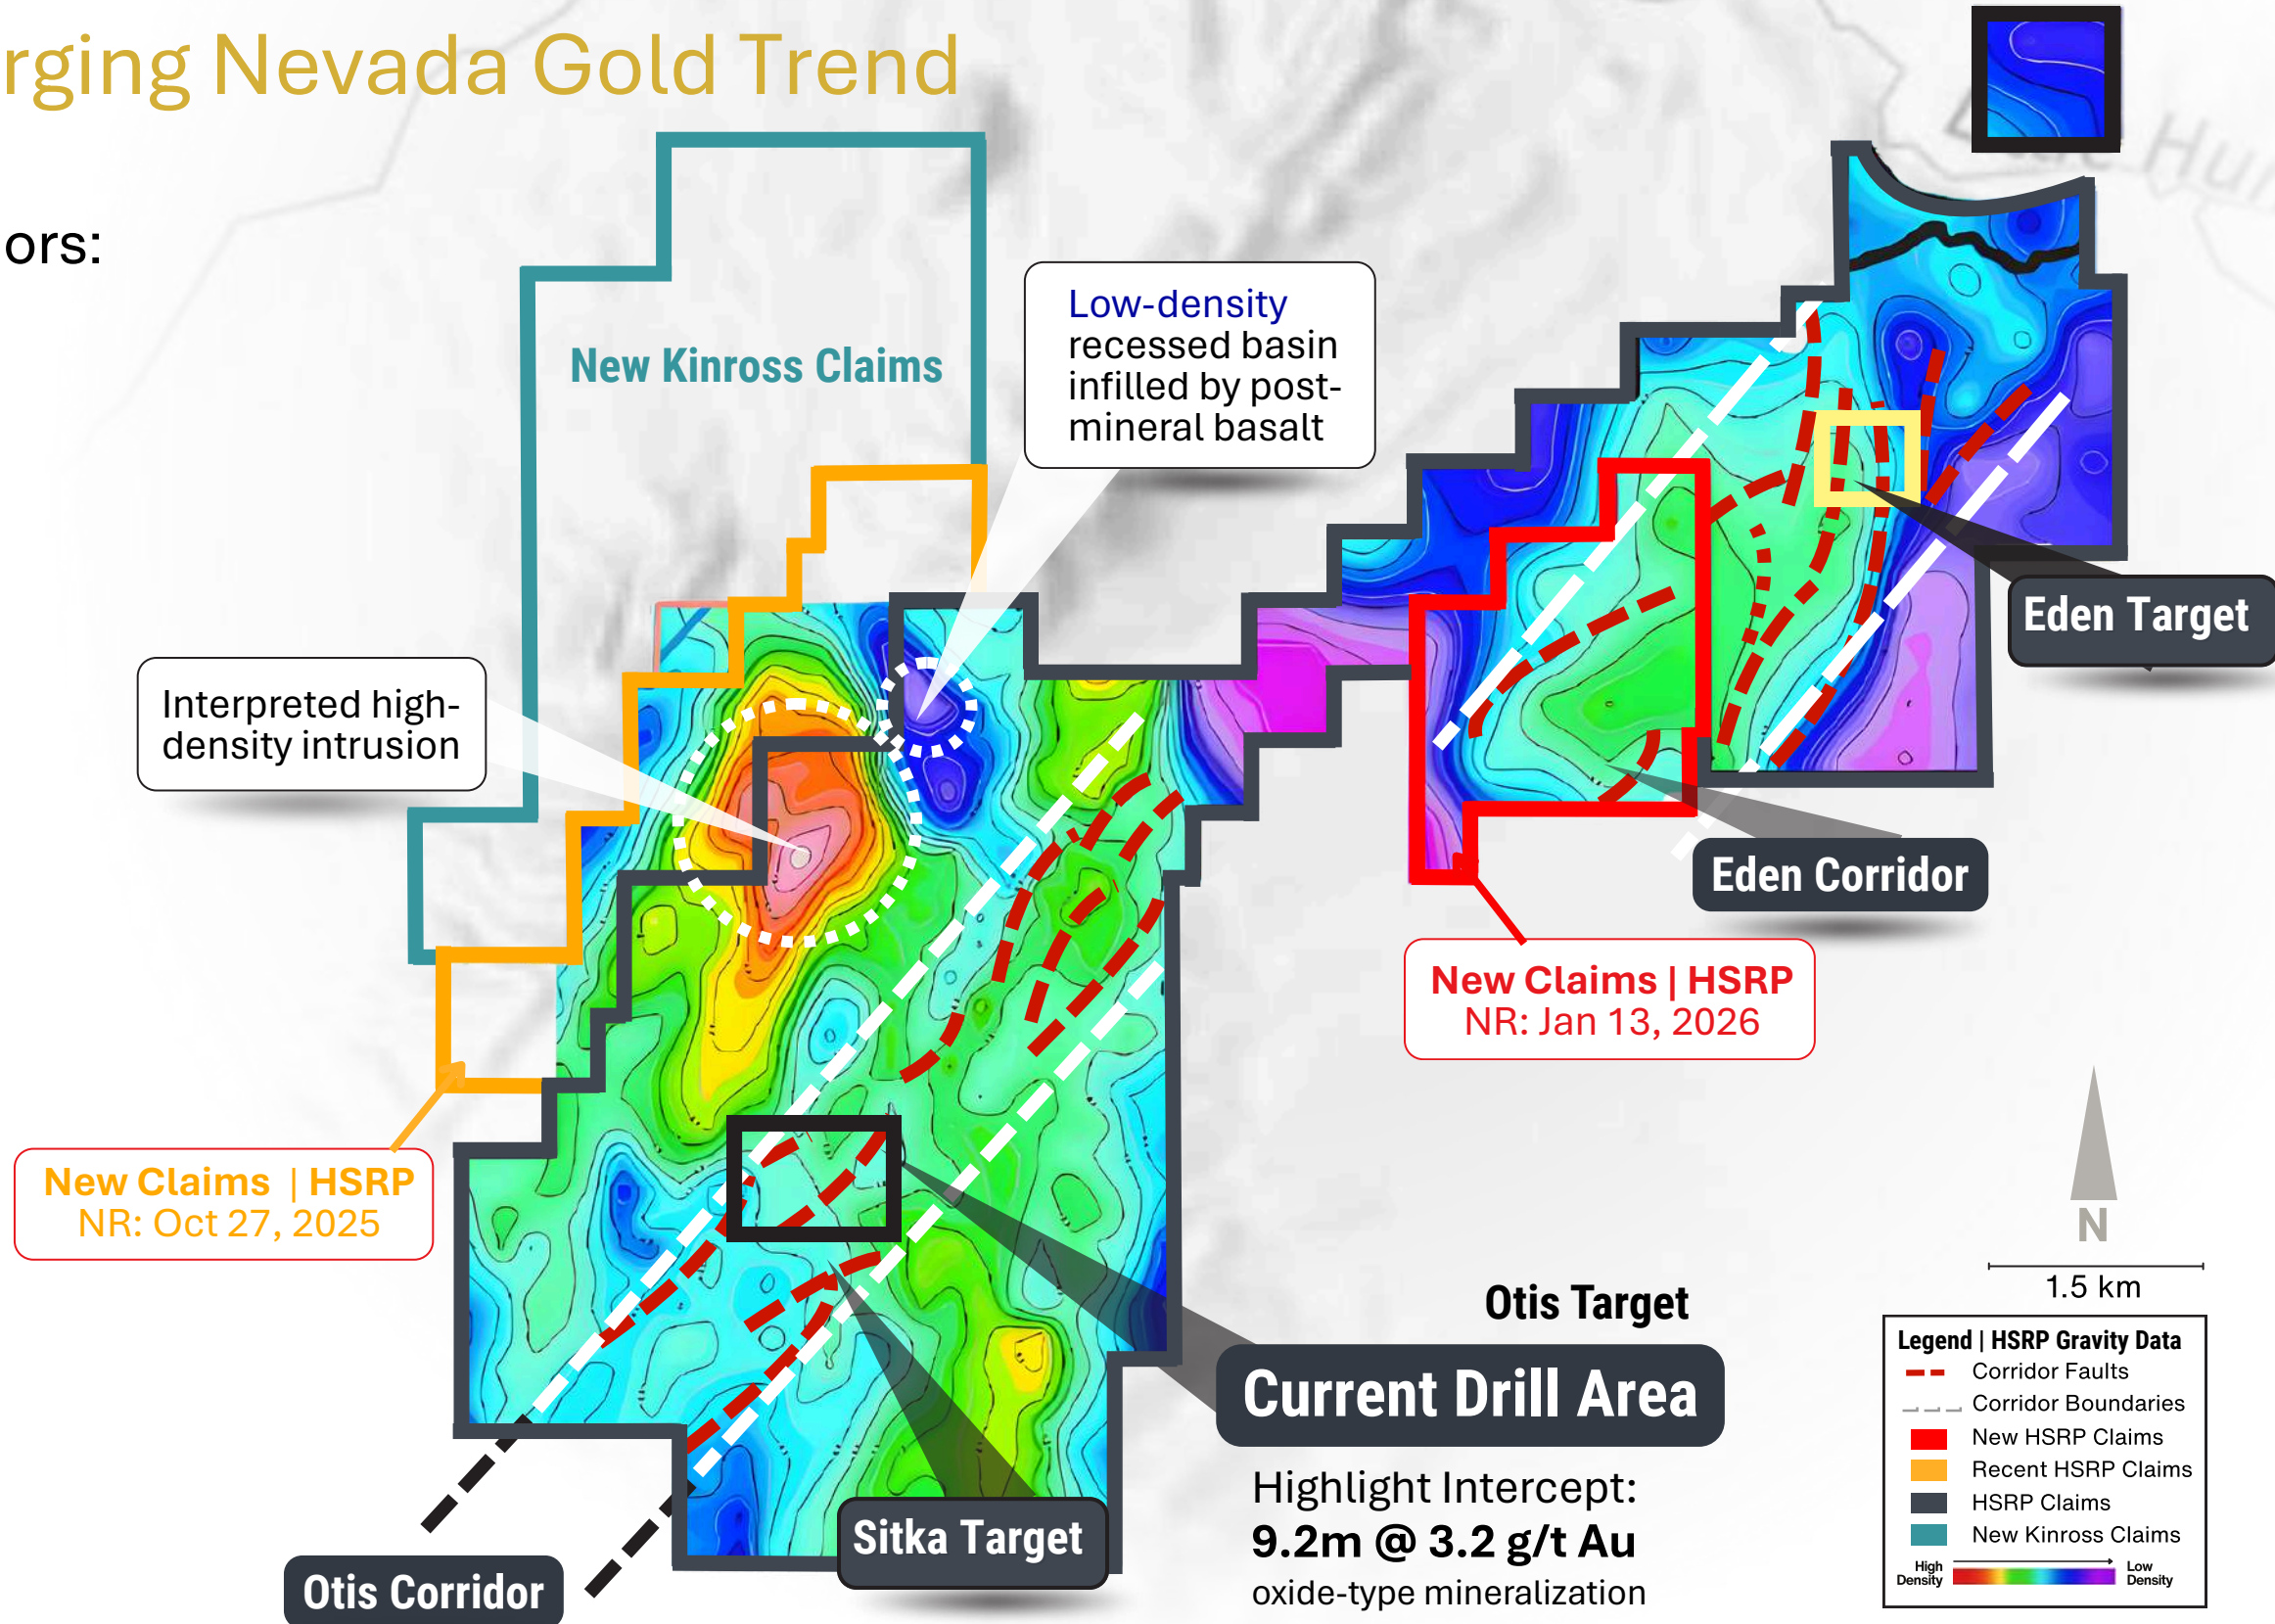 rging Nevada Gold Trend
ors:
New Kinross Claims
Low-density
recessed basin
infilled by post-
mineral basalt
Interpreted high-
density intrusion
Eden Target
Eden Corridor
New Claims | HSRP
NR: Jan 13, 2026
New Claims | HSRP
NR: Oct 27, 2025
Otis Target
Current Drill Area
Highlight Intercept:
9.2m @ 3.2 g/t Au
oxide-type mineralization
Sitka Target
Otis Corridor
N
1.5 km
Legend | HSRP Gravity Data
Corridor Faults
Corridor Boundaries
New HSRP Claims
Recent HSRP Claims
HSRP Claims
New Kinross Claims
High Density
Low Density